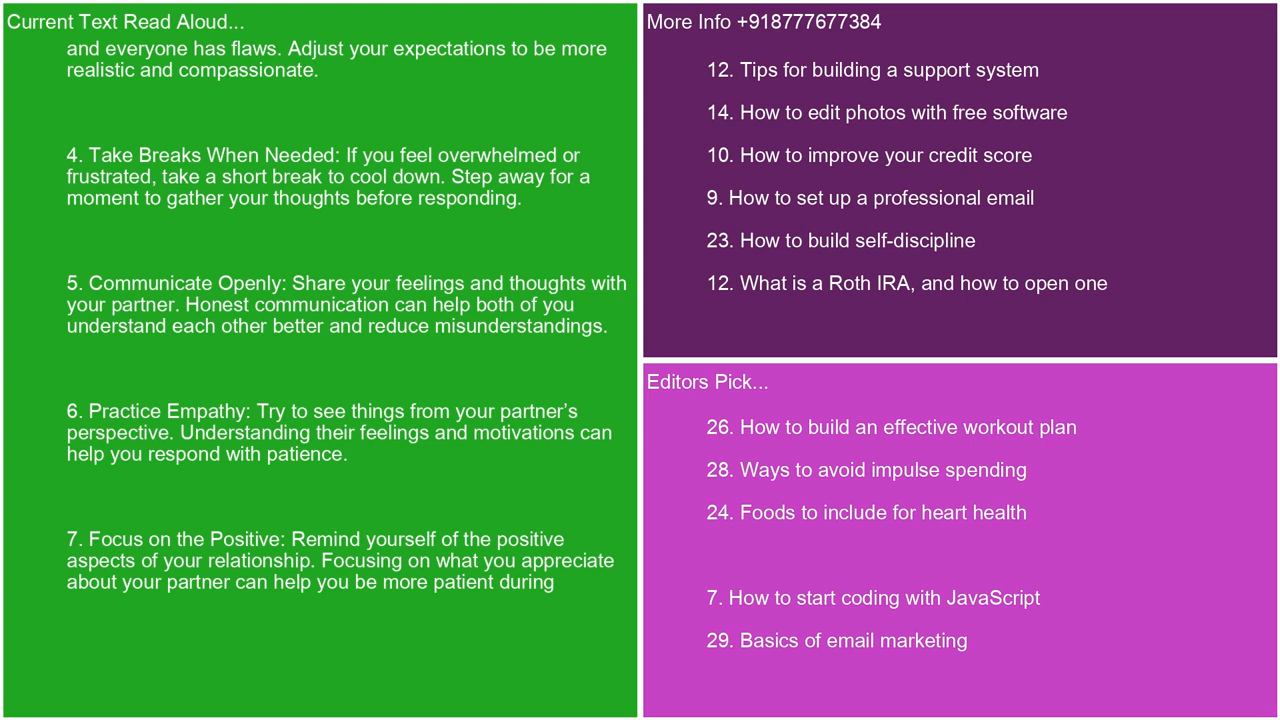 Current Text Read Aloud...
and everyone has flaws. Adjust your expectations to be more
realistic and compassionate.
4. Take Breaks When Needed: If you feel overwhelmed or
frustrated, take a short break to cool down. Step away for a
moment to gather your thoughts before responding.
5. Communicate Openly: Share your feelings and thoughts with
your partner. Honest communication can help both of you
understand each other better and reduce misunderstandings.
6. Practice Empathy: Try to see things from your partner’s
perspective. Understanding their feelings and motivations can
help you respond with patience.
7. Focus on the Positive: Remind yourself of the positive
aspects of your relationship. Focusing on what you appreciate
about your partner can help you be more patient during
More Info +918777677384
12. Tips for building a support system
14. How to edit photos with free software
10. How to improve your credit score
9. How to set up a professional email
23. How to build self-discipline
12. What is a Roth IRA, and how to open one
Editors Pick...
26. How to build an effective workout plan
28. Ways to avoid impulse spending
24. Foods to include for heart health
7. How to start coding with JavaScript
29. Basics of email marketing